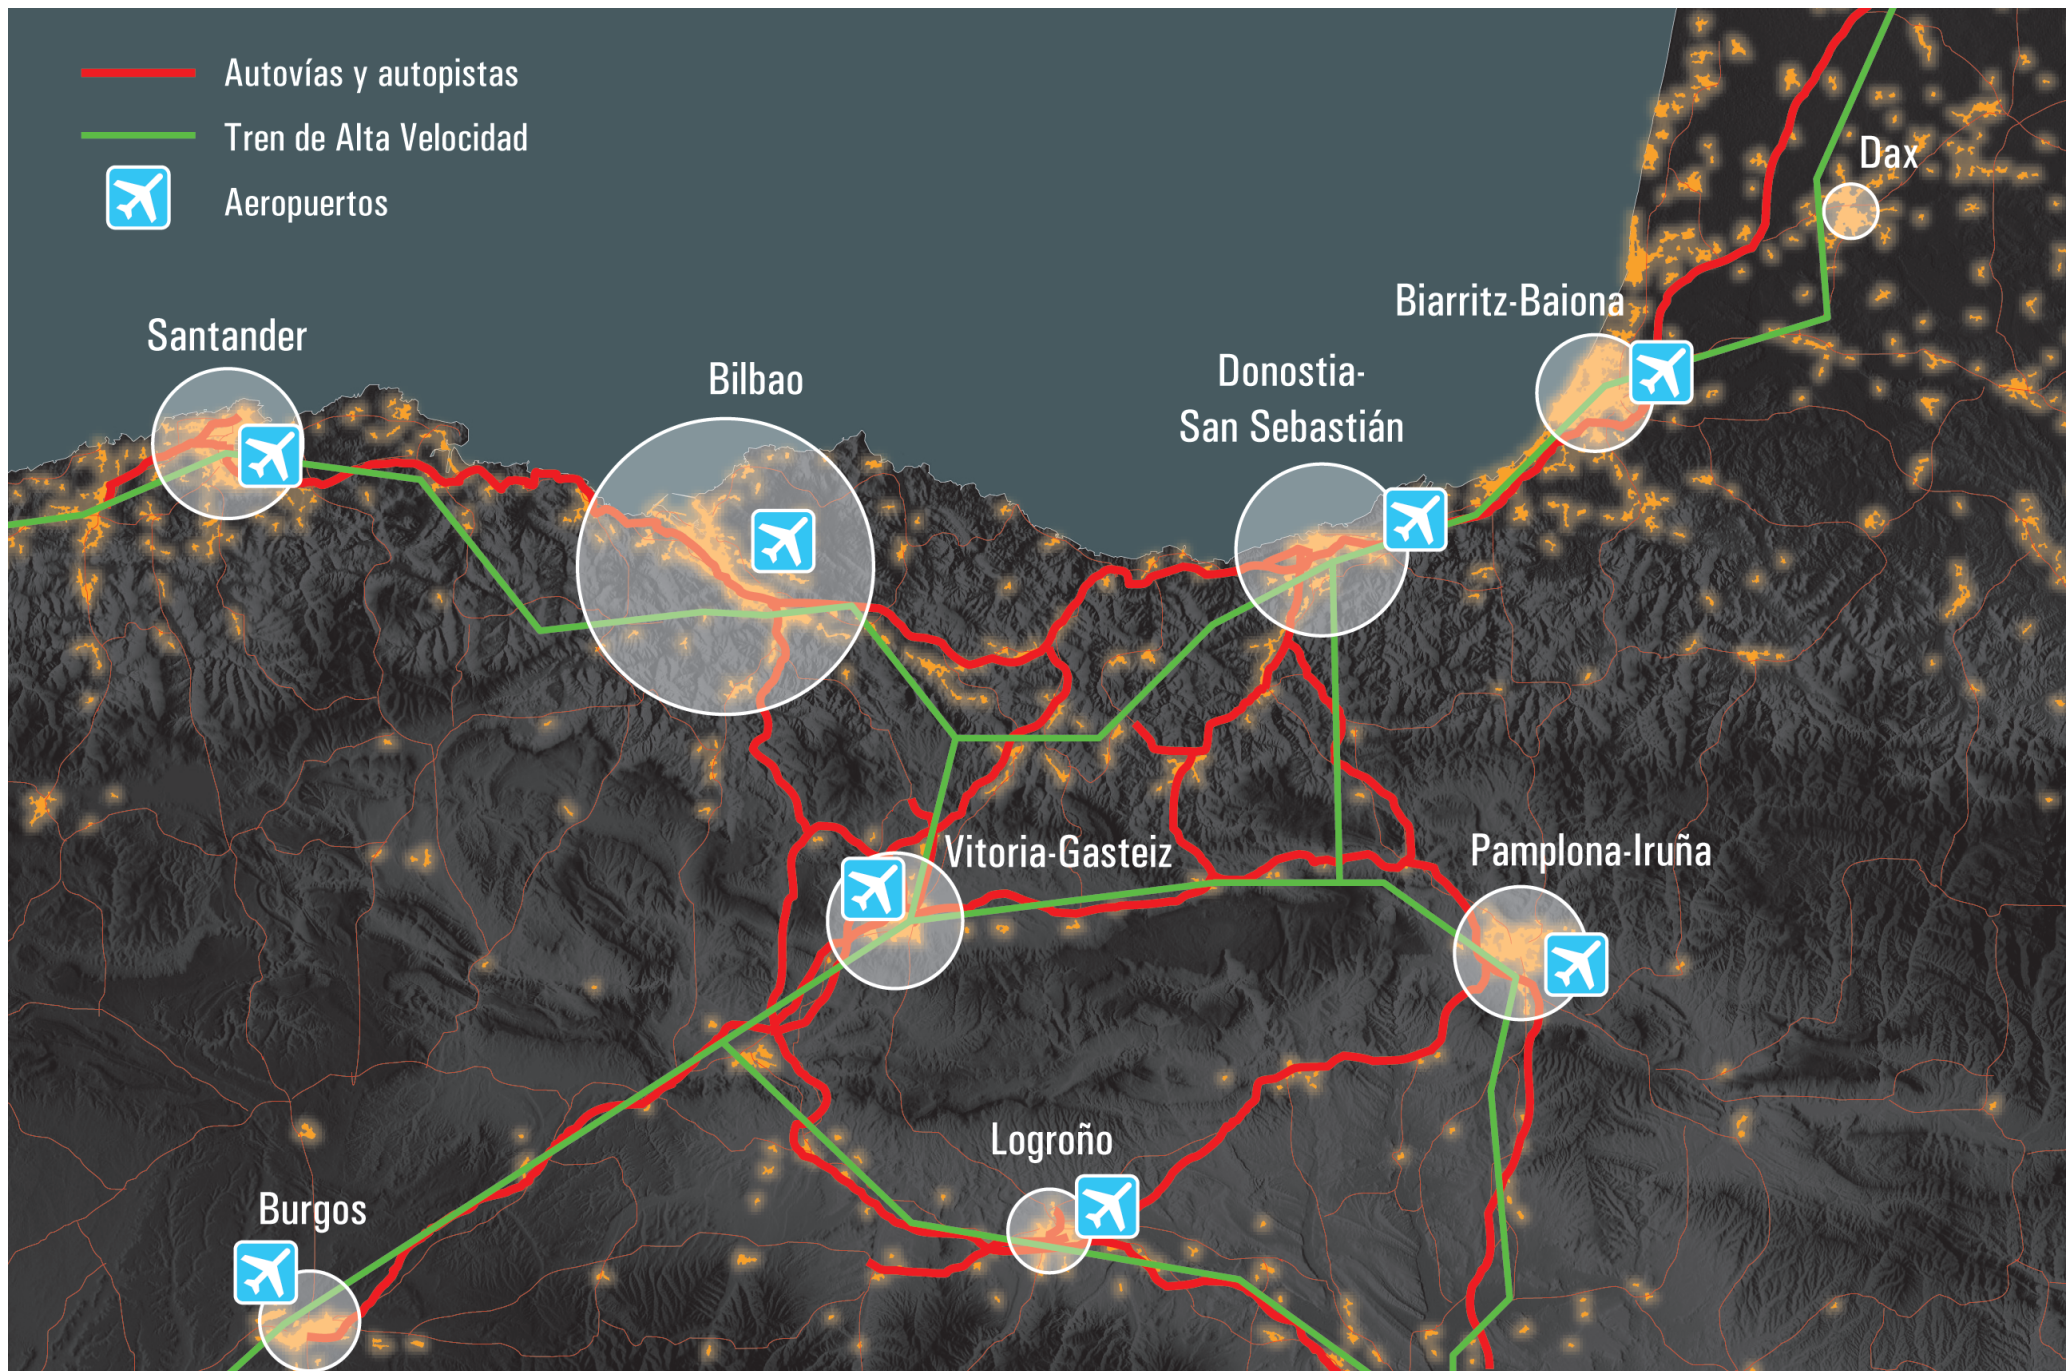 Autovías y autopistas
Tren de Alta Velocidad
Aeropuertos
Dax
Biarritz-Baiona
Santander
Bilbao
Donostia-
San Sebastián
Vitoria-Gasteiz
Pamplona-Iruña
Logroño
Burgos